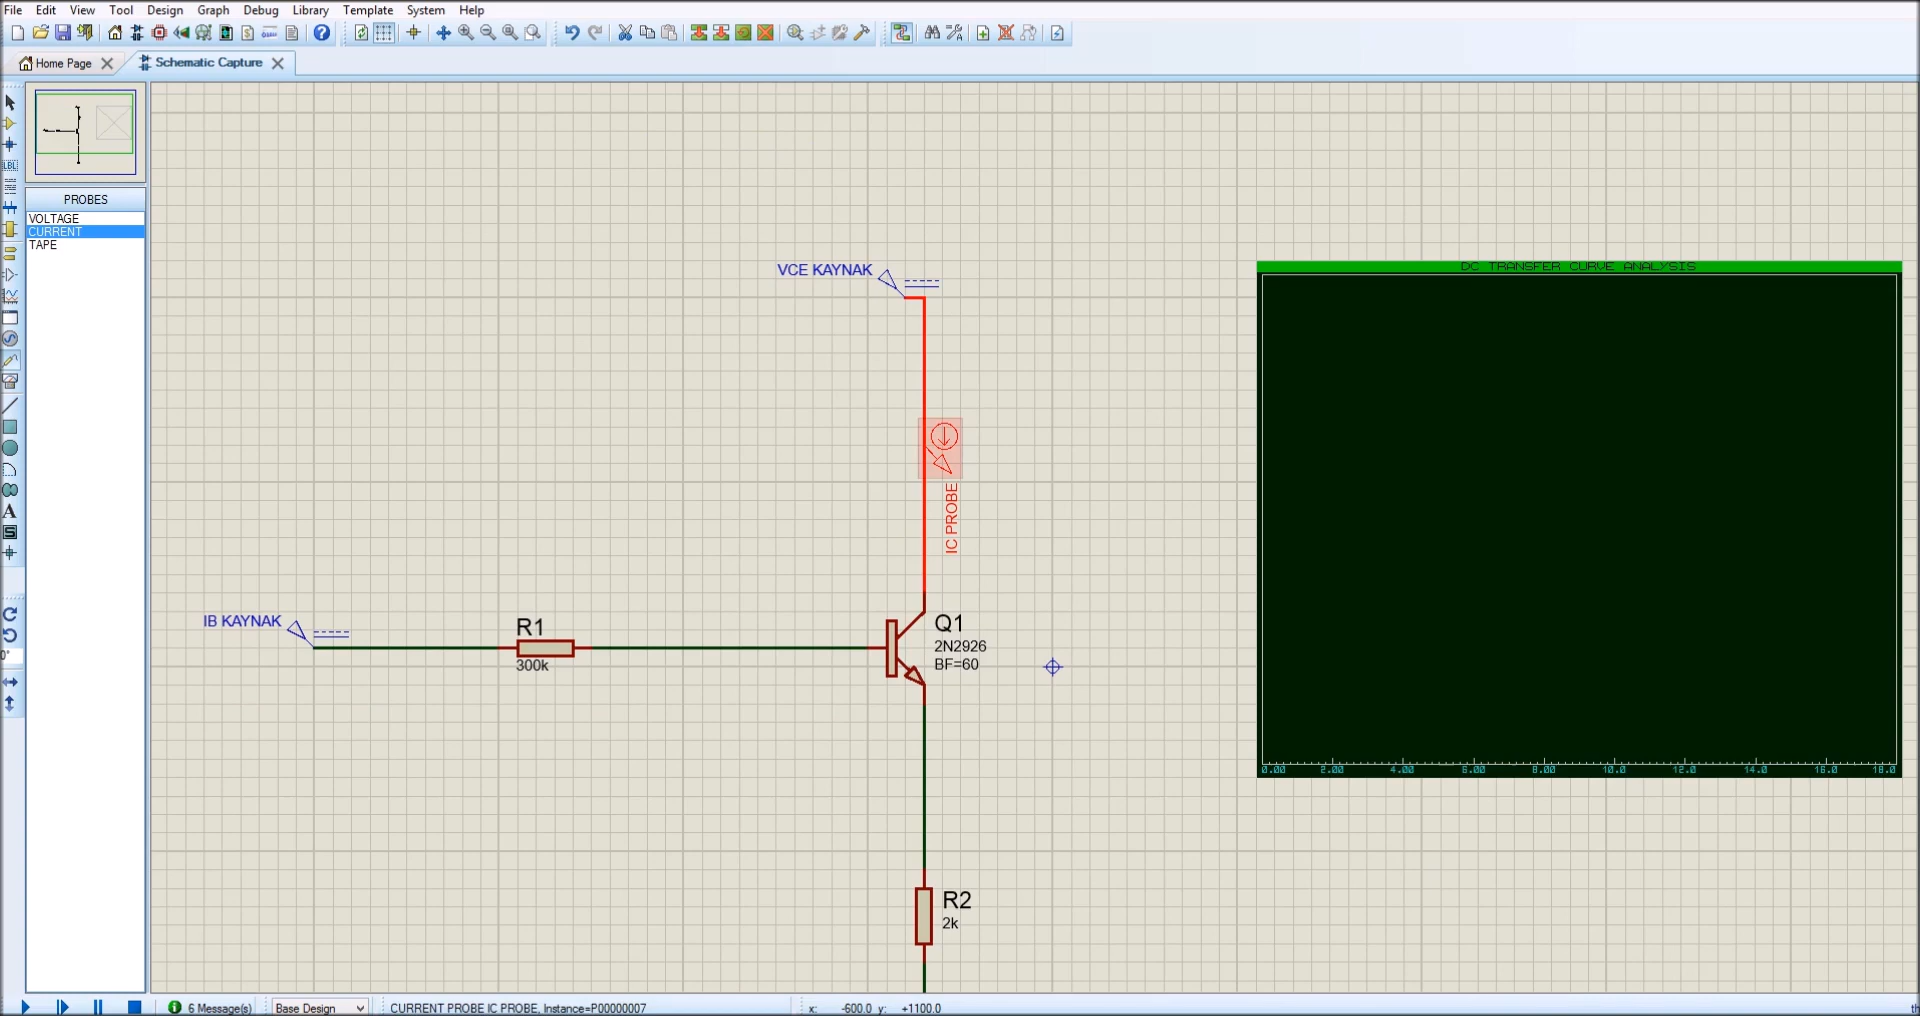 File Edit View Tool Design Graph Debug Library Template System Help
Home Page Schematic Capture
LBL
PROBES
VOLTAGE
CURRENT
TAPE
A
S
0°
VCE KAYNAK
DC TRANSFER CURVE ANALYSIS
IC PROBE
IB KAYNAK
R1
300k
Q1
2N2926
BF=60
0.00 2.00 4.00 6.00 8.00 10.0 12.0 14.0 16.0 18.0
R2
2k
6 Message(s) Base Design CURRENT PROBE IC PROBE, Instance=P00000007 x: -600.0 y: +1100.0 th